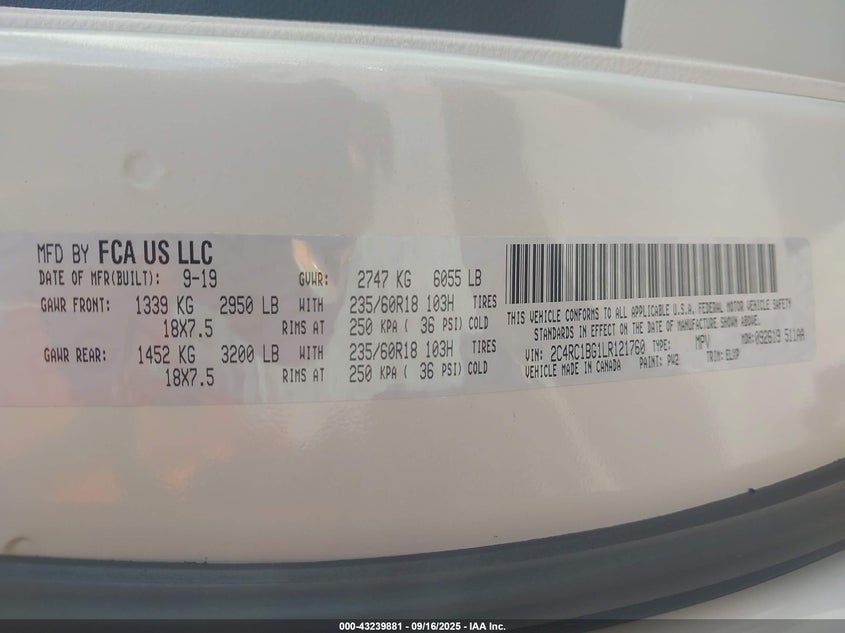 MFD BY FCA US LLC
DATE OF MFR(BUILT): 9-19 GVWR: 2747 KG 6055 LB
GAWR FRONT: 1339 KG 2950 LB WITH 235/60R18 103H TIRES
18X7.5 RIMS AT 250 KPA ( 36 PSI) COLD
GAWR REAR: 1452 KG 3200 LB WITH 235/60R18 103H TIRES
18X7.5 RIMS AT 250 KPA ( 36 PSI) COLD
THIS VEHICLE CONFORMS TO ALL APPLICABLE U.S.A. FEDERAL MOTOR VEHICLE SAFETY
STANDARDS IN EFFECT ON THE DATE OF MANUFACTURE SHOWN ABOVE.
VIN: 2C4RC1BG1LR121760 TYPE: MPV MDH: 092619 511AA
VEHICLE MADE IN CANADA PAINT: PW2 TRIM:
000-43239881 - 09/16/2025 - IAA Inc.